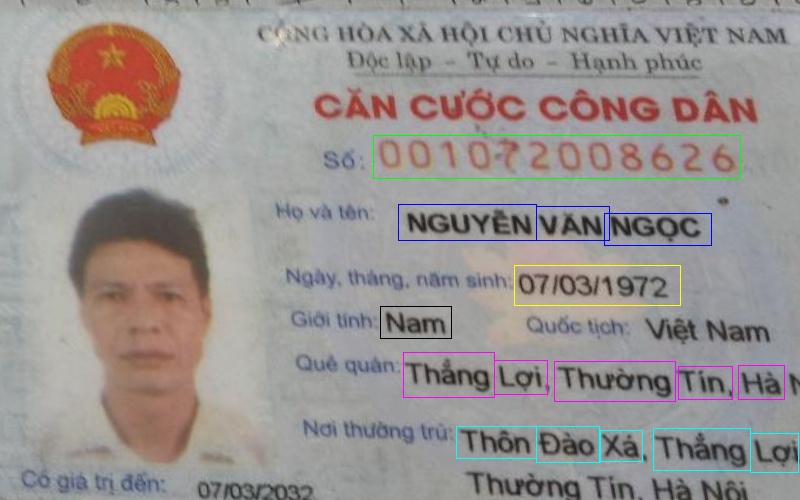 CỘNG HÒA XÃ HỘI CHỦ NGHĨA VIỆT NAM
Độc lập - Tự do - Hạnh phúc
CĂN CƯỚC CÔNG DÂN
Số: 001072008626
Họ và tên: NGUYỄN VĂN NGỌC
Ngày, tháng, năm sinh: 07/03/1972
Giới tính: Nam Quốc tịch: Việt Nam
Quê quán: Thắng Lợi, Thường Tín, Hà N
Nơi thường trú: Thôn Đào Xá, Thắng Lợi
Có giá trị đến: 07/03/2032 Thường Tín, Hà Nội